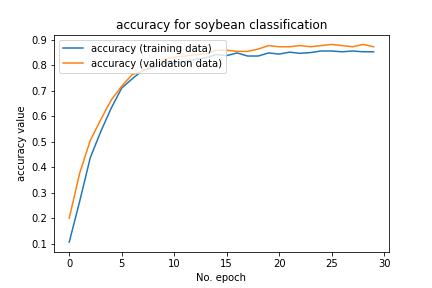 accuracy for soybean classification
accuracy (training data)
accuracy (validation data)
accuracy value
0.9
0.8
0.7
0.6
0.5
0.4
0.3
0.2
0.1
0 5 10 15 20 25 30
No. epoch